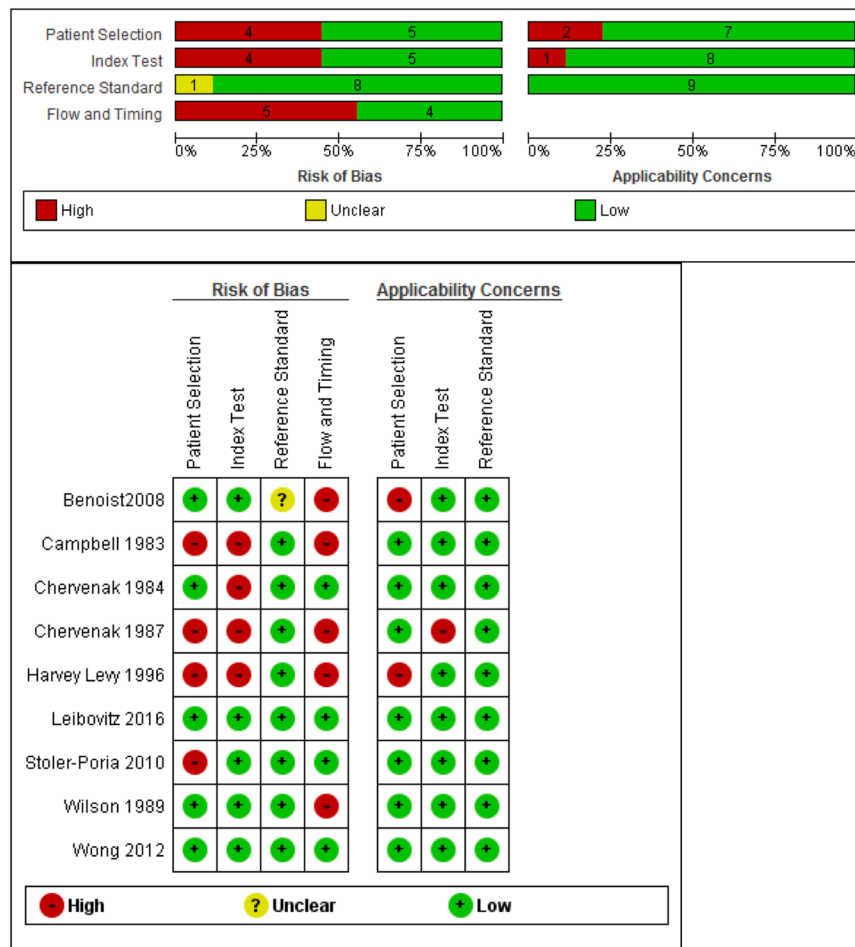 Patient Selection 4 5 2 7
Index Test 4 5 1 8
Reference Standard 1 8 9
Flow and Timing 5 4
0% 25% 50% 75% 100% 0% 25% 50% 75% 100%
Risk of Bias Applicability Concerns
High Unclear Low
Risk of Bias Applicability Concerns
Patient Selection Index Test Reference Standard Flow and Timing Patient Selection Index Test Reference Standard
Benoist2008 + + ? - - + +
Campbell 1983 - - + - + + +
Chervenak 1984 + - + + + + +
Chervenak 1987 - - + - + - +
Harvey Lewy 1996 - - + - - + +
Leibovitz 2016 + + + + + + +
Stoler-Poria 2010 - + + + + + +
Wilson 1989 + + + - + + +
Wong 2012 + + + + + + +
- High ? Unclear + Low